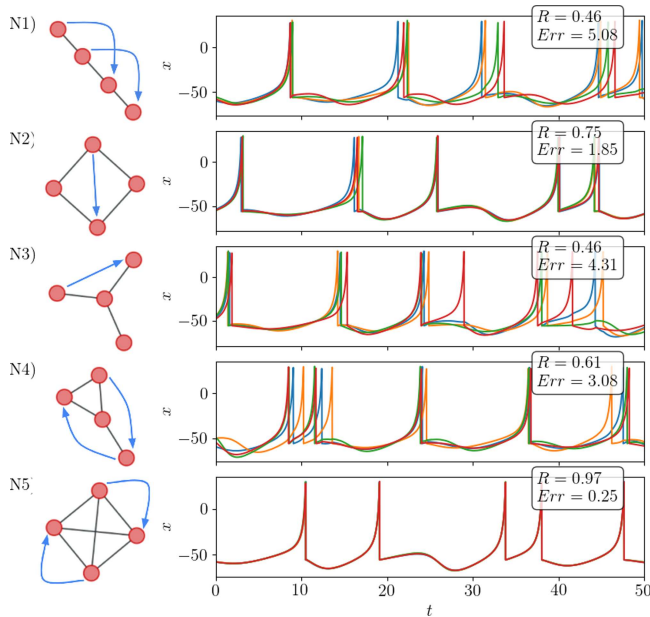 N1)
0
−50
x
R = 0.46
Err = 5.08
N2)
0
−50
x
R = 0.75
Err = 1.85
N3)
0
−50
x
R = 0.46
Err = 4.31
N4)
0
−50
x
R = 0.61
Err = 3.08
N5)
0
−50
x
R = 0.97
Err = 0.25
0 10 20 30 40 50
t